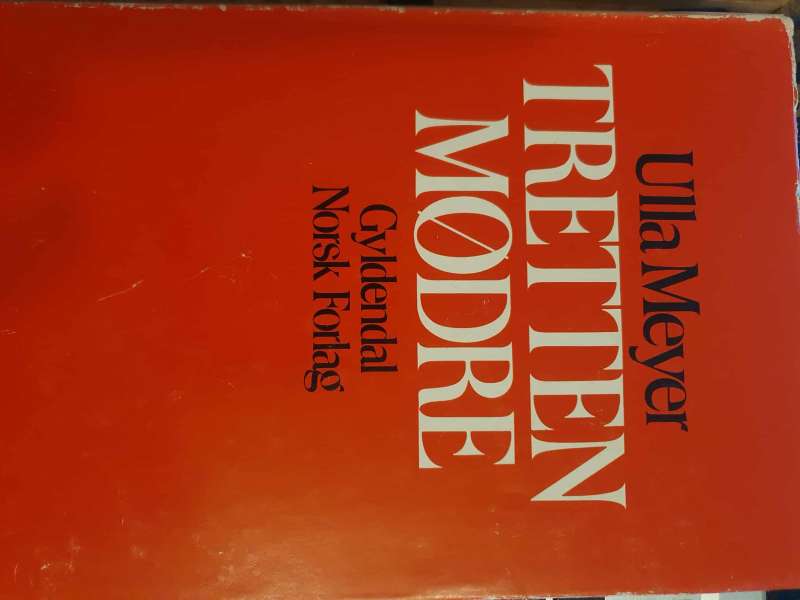 Ulla Meyer
TRETTEN
MØDRE
Gyldendal
Norsk Forlag